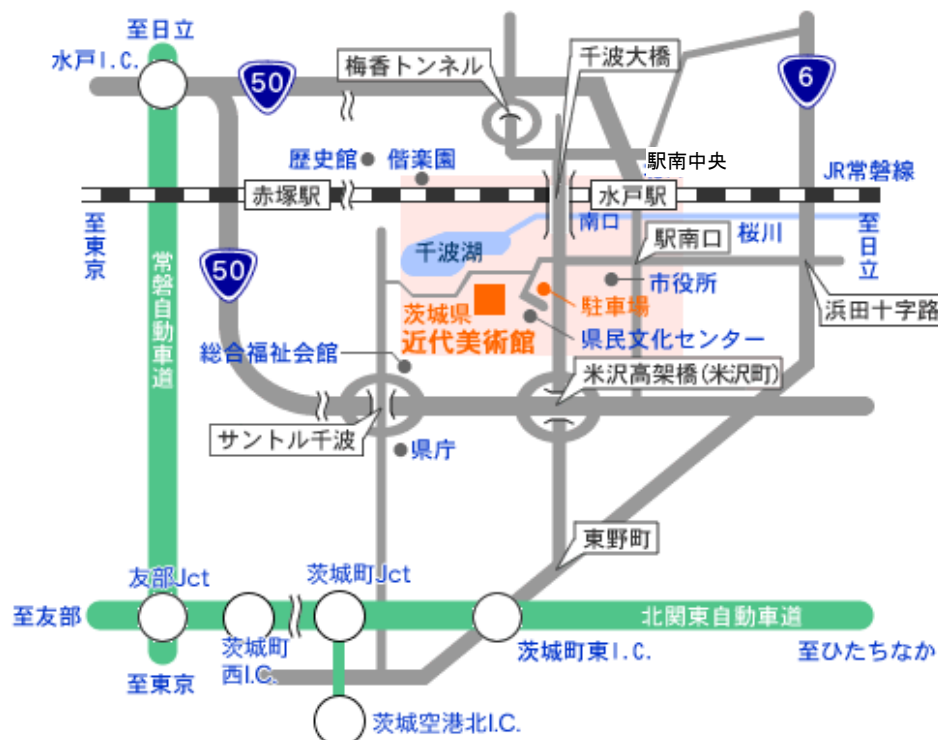 至日立
水戸I.C.
50
梅香トンネル
千波大橋
6
歴史館
偕楽園
駅南中央
JR常磐線
赤塚駅
水戸駅
至東京
南口
桜川
至日立
千波湖
駅南口
50
常磐自動車道
市役所
茨城県
近代美術館
駐車場
浜田十字路
県民文化センター
総合福祉会館
米沢高架橋(米沢町)
サントル千波
県庁
東野町
友部Jct
茨城町Jct
至友部
北関東自動車道
茨城町
西I.C.
茨城町東I.C.
至ひたちなか
至東京
茨城空港北I.C.